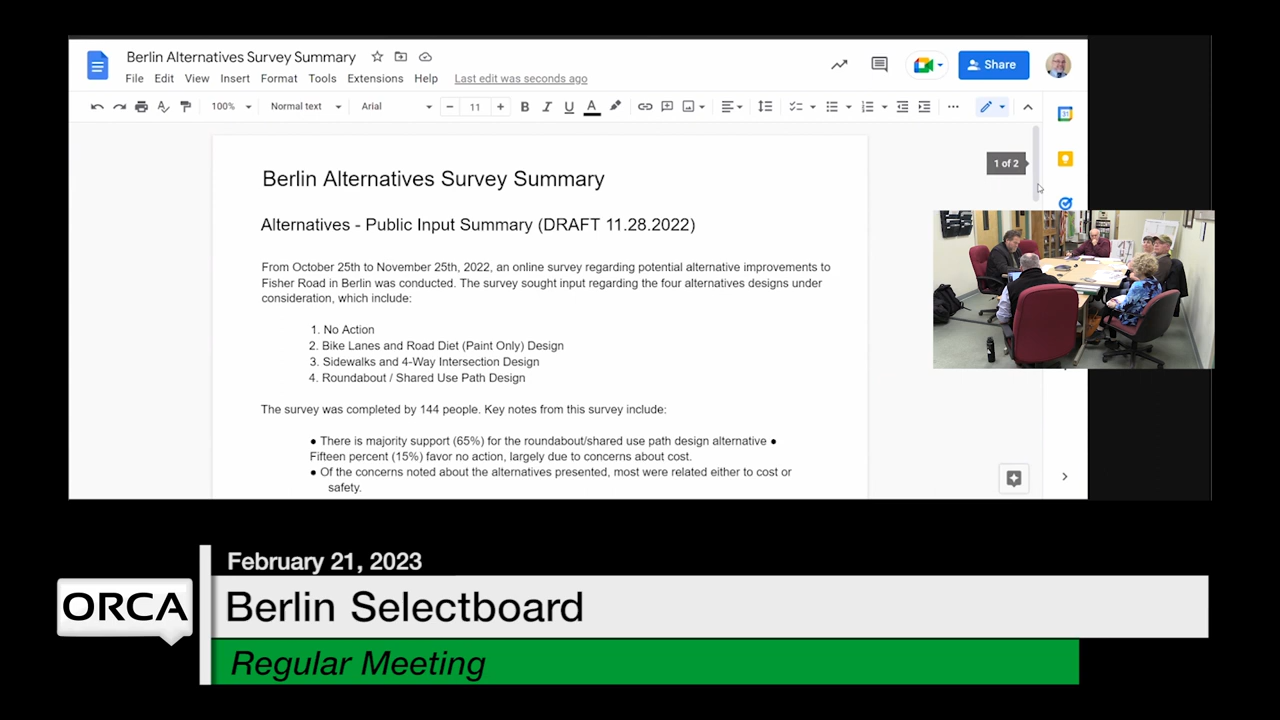 Berlin Alternatives Survey Summary
File Edit View Insert Format Tools Extensions Help Last edit was seconds ago
Share
100% Normal text Arial 11 B I U A
31
1 of 2
Berlin Alternatives Survey Summary
Alternatives - Public Input Summary (DRAFT 11.28.2022)
From October 25th to November 25th, 2022, an online survey regarding potential alternative improvements to
Fisher Road in Berlin was conducted. The survey sought input regarding the four alternatives designs under
consideration, which include:
1. No Action
2. Bike Lanes and Road Diet (Paint Only) Design
3. Sidewalks and 4-Way Intersection Design
4. Roundabout / Shared Use Path Design
The survey was completed by 144 people. Key notes from this survey include:
● There is majority support (65%) for the roundabout/shared use path design alternative ●
Fifteen percent (15%) favor no action, largely due to concerns about cost.
● Of the concerns noted about the alternatives presented, most were related either to cost or
safety.
February 21, 2023
ORCA
Berlin Selectboard
Regular Meeting